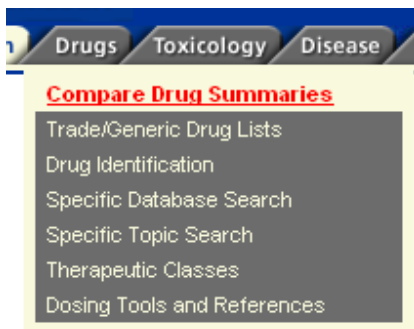 n Drugs Toxicology Disease
Compare Drug Summaries
Trade/Generic Drug Lists
Drug Identification
Specific Database Search
Specific Topic Search
Therapeutic Classes
Dosing Tools and References